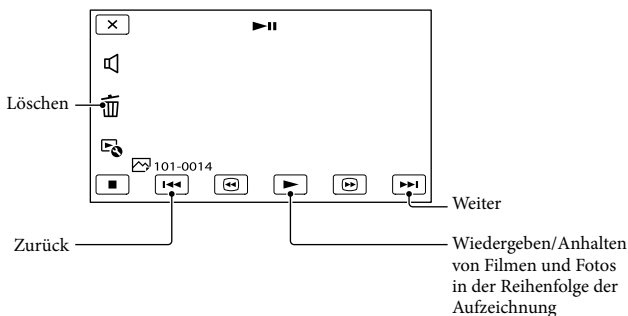 Löschen
101-0014
Weiter
Zurück
Wiedergeben/Anhalten
von Filmen und Fotos
in der Reihenfolge der
Aufzeichnung